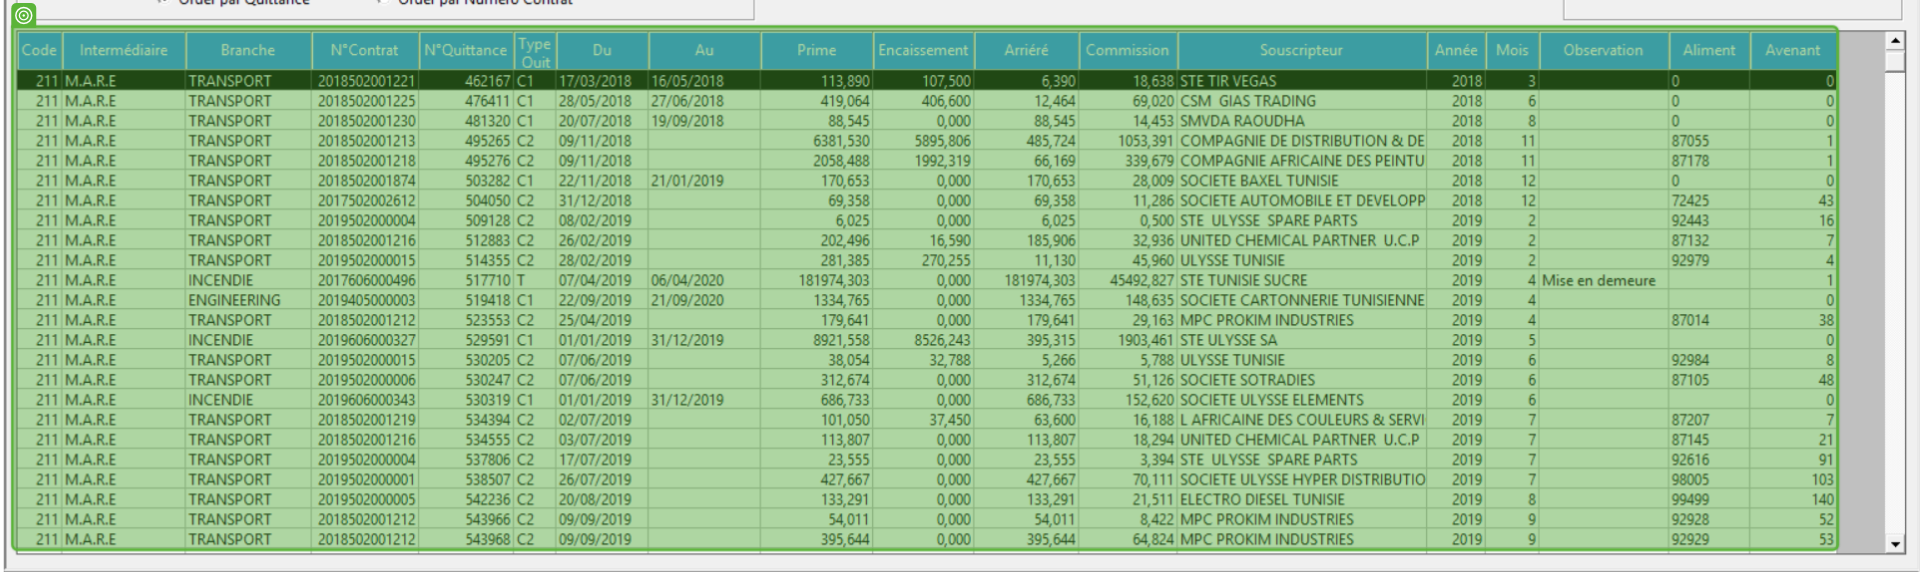 Order par Quittance Order par Numero Contrat
Code Intermédiaire Branche N°Contrat N°Quittance Type Quit Du Au Prime Encaissement Arriéré Commission Souscripteur Année Mois Observation Aliment Avenant
211 M.A.R.E TRANSPORT 2018502001221 462167 C1 17/03/2018 16/05/2018 113,890 107,500 6,390 18,638 STE TIR VEGAS 2018 3 0 0
211 M.A.R.E TRANSPORT 2018502001225 476411 C1 28/05/2018 27/06/2018 419,064 406,600 12,464 69,020 CSM GIAS TRADING 2018 6 0 0
211 M.A.R.E TRANSPORT 2018502001230 481320 C1 20/07/2018 19/09/2018 88,545 0,000 88,545 14,453 SMVDA RAOUDHA 2018 8 0 0
211 M.A.R.E TRANSPORT 2018502001213 495265 C2 09/11/2018 6381,530 5895,806 485,724 1053,391 COMPAGNIE DE DISTRIBUTION & DE 2018 11 87055 1
211 M.A.R.E TRANSPORT 2018502001218 495276 C2 09/11/2018 2058,488 1992,319 66,169 339,679 COMPAGNIE AFRICAINE DES PEINTU 2018 11 87178 1
211 M.A.R.E TRANSPORT 2018502001874 503282 C1 22/11/2018 21/01/2019 170,653 0,000 170,653 28,009 SOCIETE BAXEL TUNISIE 2018 12 0 0
211 M.A.R.E TRANSPORT 2017502002612 504050 C2 31/12/2018 69,358 0,000 69,358 11,286 SOCIETE AUTOMOBILE ET DEVELOPP 2018 12 72425 43
211 M.A.R.E TRANSPORT 2019502000004 509128 C2 08/02/2019 6,025 0,000 6,025 0,500 STE ULYSSE SPARE PARTS 2019 2 92443 16
211 M.A.R.E TRANSPORT 2018502001216 512883 C2 26/02/2019 202,496 16,590 185,906 32,936 UNITED CHEMICAL PARTNER U.C.P 2019 2 87132 7
211 M.A.R.E TRANSPORT 2019502000015 514355 C2 28/02/2019 281,385 270,255 11,130 45,960 ULYSSE TUNISIE 2019 2 92979 4
211 M.A.R.E INCENDIE 2017606000496 517710 T 07/04/2019 06/04/2020 181974,303 0,000 181974,303 45492,827 STE TUNISIE SUCRE 2019 4 Mise en demeure 1
211 M.A.R.E ENGINEERING 2019405000003 519418 C1 22/09/2019 21/09/2020 1334,765 0,000 1334,765 148,635 SOCIETE CARTONNERIE TUNISIENNE 2019 4 0
211 M.A.R.E TRANSPORT 2018502001212 523553 C2 25/04/2019 179,641 0,000 179,641 29,163 MPC PROKIM INDUSTRIES 2019 4 87014 38
211 M.A.R.E INCENDIE 2019606000327 529591 C1 01/01/2019 31/12/2019 8921,558 8526,243 395,315 1903,461 STE ULYSSE SA 2019 5 0
211 M.A.R.E TRANSPORT 2019502000015 530205 C2 07/06/2019 38,054 32,788 5,266 5,788 ULYSSE TUNISIE 2019 6 92984 8
211 M.A.R.E TRANSPORT 2019502000006 530247 C2 07/06/2019 312,674 0,000 312,674 51,126 SOCIETE SOTRADIES 2019 6 87105 48
211 M.A.R.E INCENDIE 2019606000343 530319 C1 01/01/2019 31/12/2019 686,733 0,000 686,733 152,620 SOCIETE ULYSSE ELEMENTS 2019 6 0
211 M.A.R.E TRANSPORT 2018502001219 534394 C2 02/07/2019 101,050 37,450 63,600 16,188 L AFRICAINE DES COULEURS & SERVI 2019 7 87207 7
211 M.A.R.E TRANSPORT 2018502001216 534555 C2 03/07/2019 113,807 0,000 113,807 18,294 UNITED CHEMICAL PARTNER U.C.P 2019 7 87145 21
211 M.A.R.E TRANSPORT 2019502000004 537806 C2 17/07/2019 23,555 0,000 23,555 3,394 STE ULYSSE SPARE PARTS 2019 7 92616 91
211 M.A.R.E TRANSPORT 2019502000001 538507 C2 26/07/2019 427,667 0,000 427,667 70,111 SOCIETE ULYSSE HYPER DISTRIBUTIO 2019 7 98005 103
211 M.A.R.E TRANSPORT 2019502000005 542236 C2 20/08/2019 133,291 0,000 133,291 21,511 ELECTRO DIESEL TUNISIE 2019 8 99499 140
211 M.A.R.E TRANSPORT 2018502001212 543966 C2 09/09/2019 54,011 0,000 54,011 8,422 MPC PROKIM INDUSTRIES 2019 9 92928 52
211 M.A.R.E TRANSPORT 2018502001212 543968 C2 09/09/2019 395,644 0,000 395,644 64,824 MPC PROKIM INDUSTRIES 2019 9 92929 53